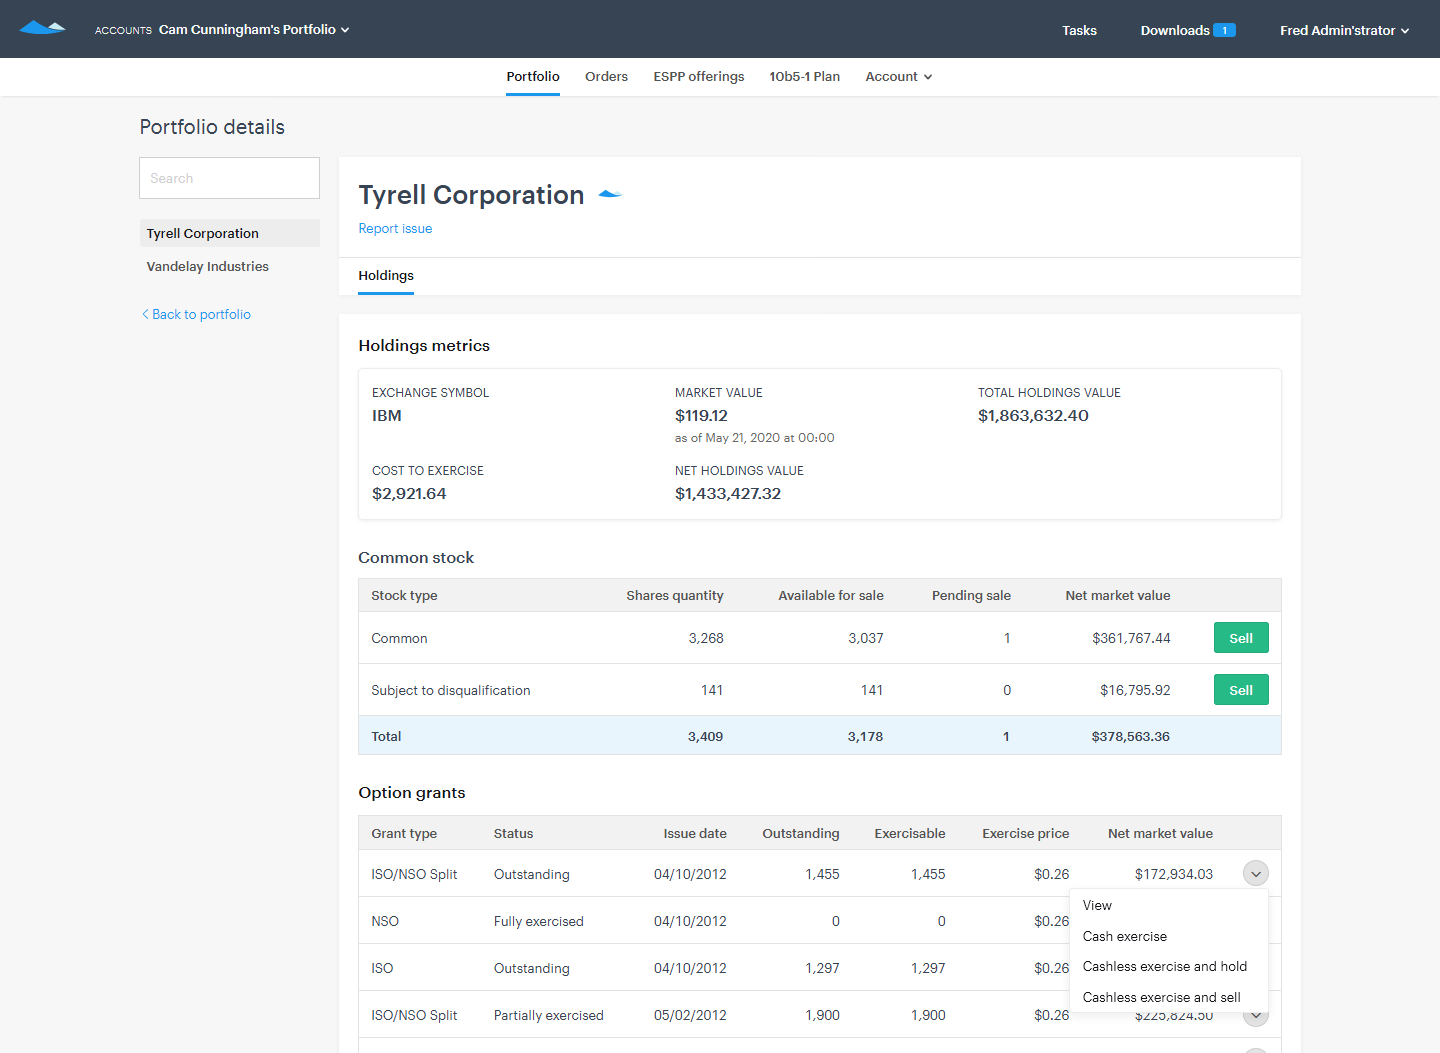 ACCOUNTS Cam Cunningham's Portfolio Tasks Downloads 1 Fred Admin'strator
Portfolio Orders ESPP offerings 10b5-1 Plan Account
Portfolio details
Search
Tyrell Corporation
Vandelay Industries
Back to portfolio
Tyrell Corporation
Report issue
Holdings
Holdings metrics
EXCHANGE SYMBOL MARKET VALUE TOTAL HOLDINGS VALUE
IBM $119.12 $1,863,632.40
as of May 21, 2020 at 00:00
COST TO EXERCISE NET HOLDINGS VALUE
$2,921.64 $1,433,427.32
Common stock
Stock type Shares quantity Available for sale Pending sale Net market value
Common 3,268 3,037 1 $361,767.44 Sell
Subject to disqualification 141 141 0 $16,795.92 Sell
Total 3,409 3,178 1 $378,563.36
Option grants
Grant type Status Issue date Outstanding Exercisable Exercise price Net market value
ISO/NSO Split Outstanding 04/10/2012 1,455 1,455 $0.26 $172,934.03
NSO Fully exercised 04/10/2012 0 0 $0.26
ISO Outstanding 04/10/2012 1,297 1,297 $0.26
ISO/NSO Split Partially exercised 05/02/2012 1,900 1,900 $0.26 $225,824.50
View
Cash exercise
Cashless exercise and hold
Cashless exercise and sell